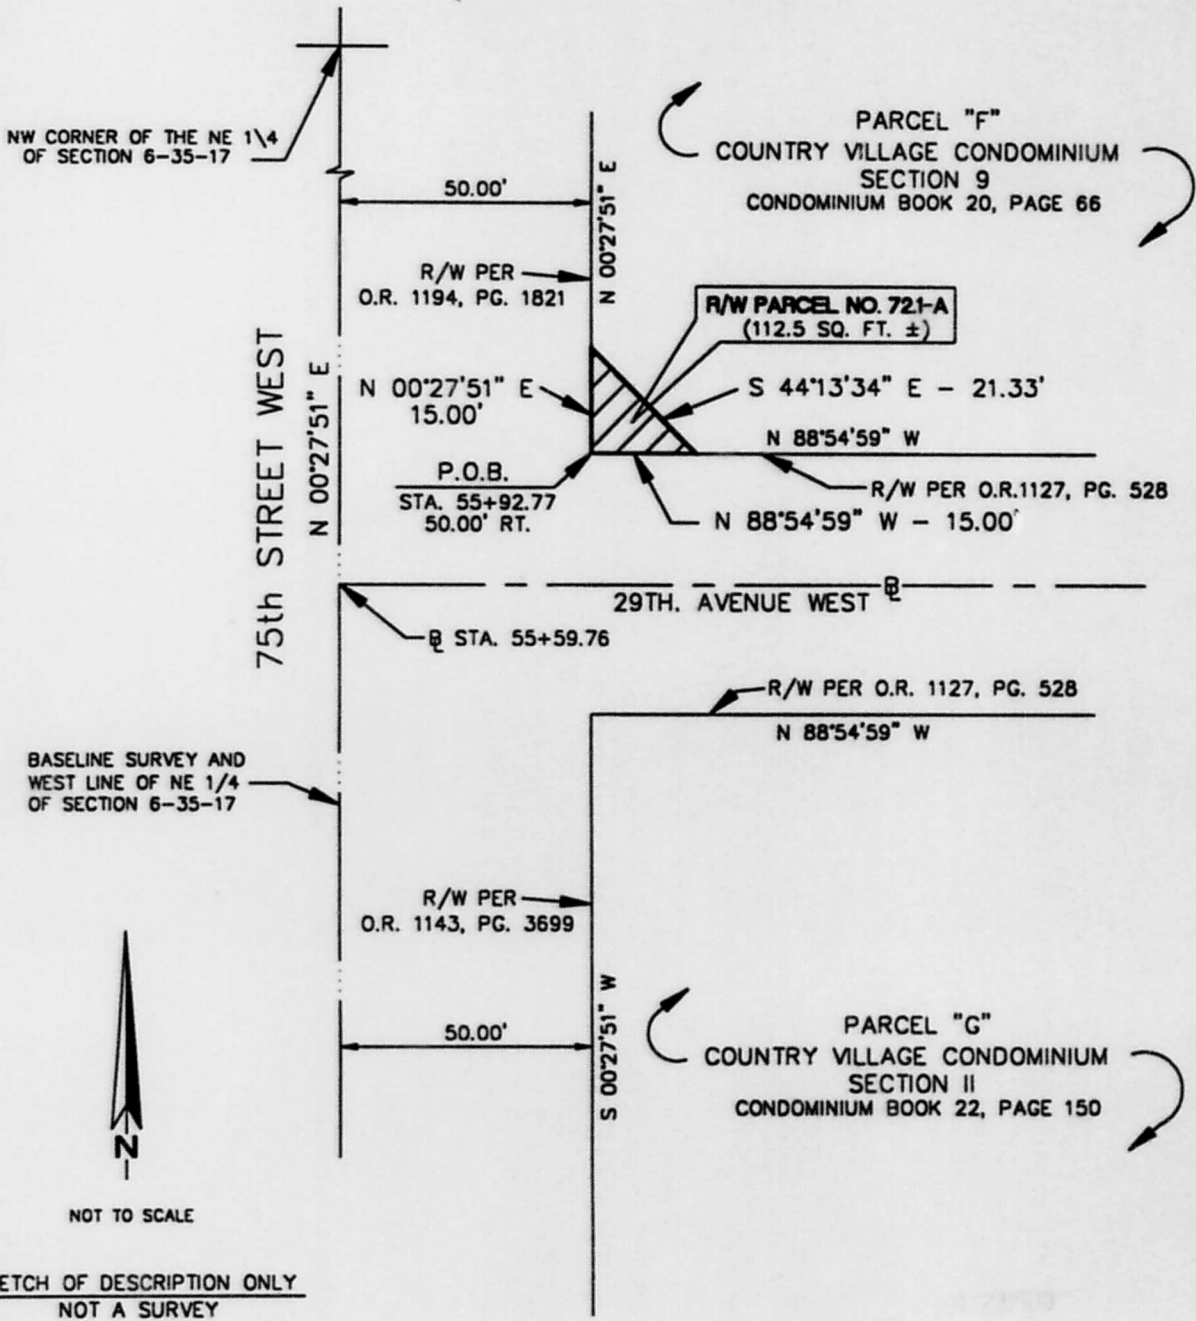 NW CORNER OF THE NE 1\4
OF SECTION 6-35-17
PARCEL "F"
COUNTRY VILLAGE CONDOMINIUM
SECTION 9
CONDOMINIUM BOOK 20, PAGE 66
50.00'
N 00°27'51" E
R/W PER
O.R. 1194, PG. 1821
R/W PARCEL NO. 721-A
(112.5 SQ. FT. ±)
75th STREET WEST
N 00°27'51" E
N 00°27'51" E
15.00'
S 44°13'34" E - 21.33'
N 88°54'59" W
P.O.B.
STA. 55+92.77
50.00' RT.
R/W PER O.R.1127, PG. 528
N 88°54'59" W - 15.00'
29TH. AVENUE WEST
STA. 55+59.76
R/W PER O.R. 1127, PG. 528
N 88°54'59" W
BASELINE SURVEY AND
WEST LINE OF NE 1/4
OF SECTION 6-35-17
R/W PER
O.R. 1143, PG. 3699
50.00'
S 00°27'51" W
PARCEL "G"
COUNTRY VILLAGE CONDOMINIUM
SECTION II
CONDOMINIUM BOOK 22, PAGE 150
N
NOT TO SCALE
ETCH OF DESCRIPTION ONLY
NOT A SURVEY